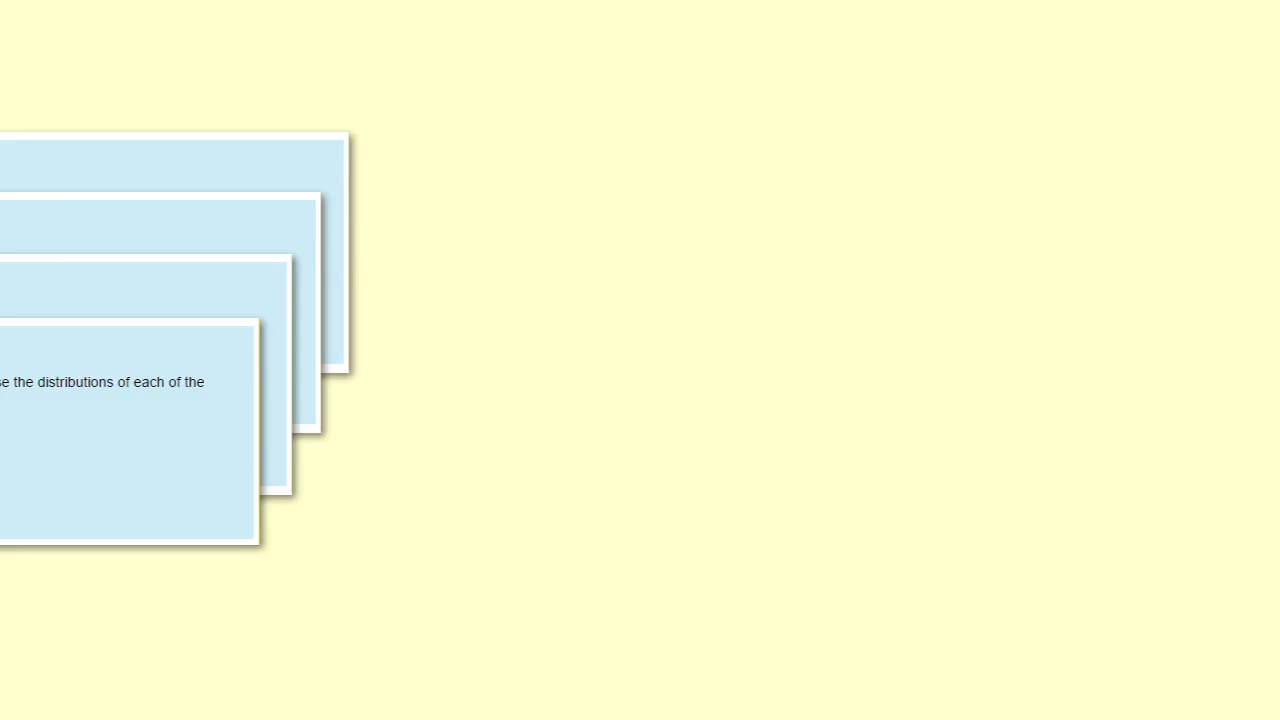 the distributions of each of the